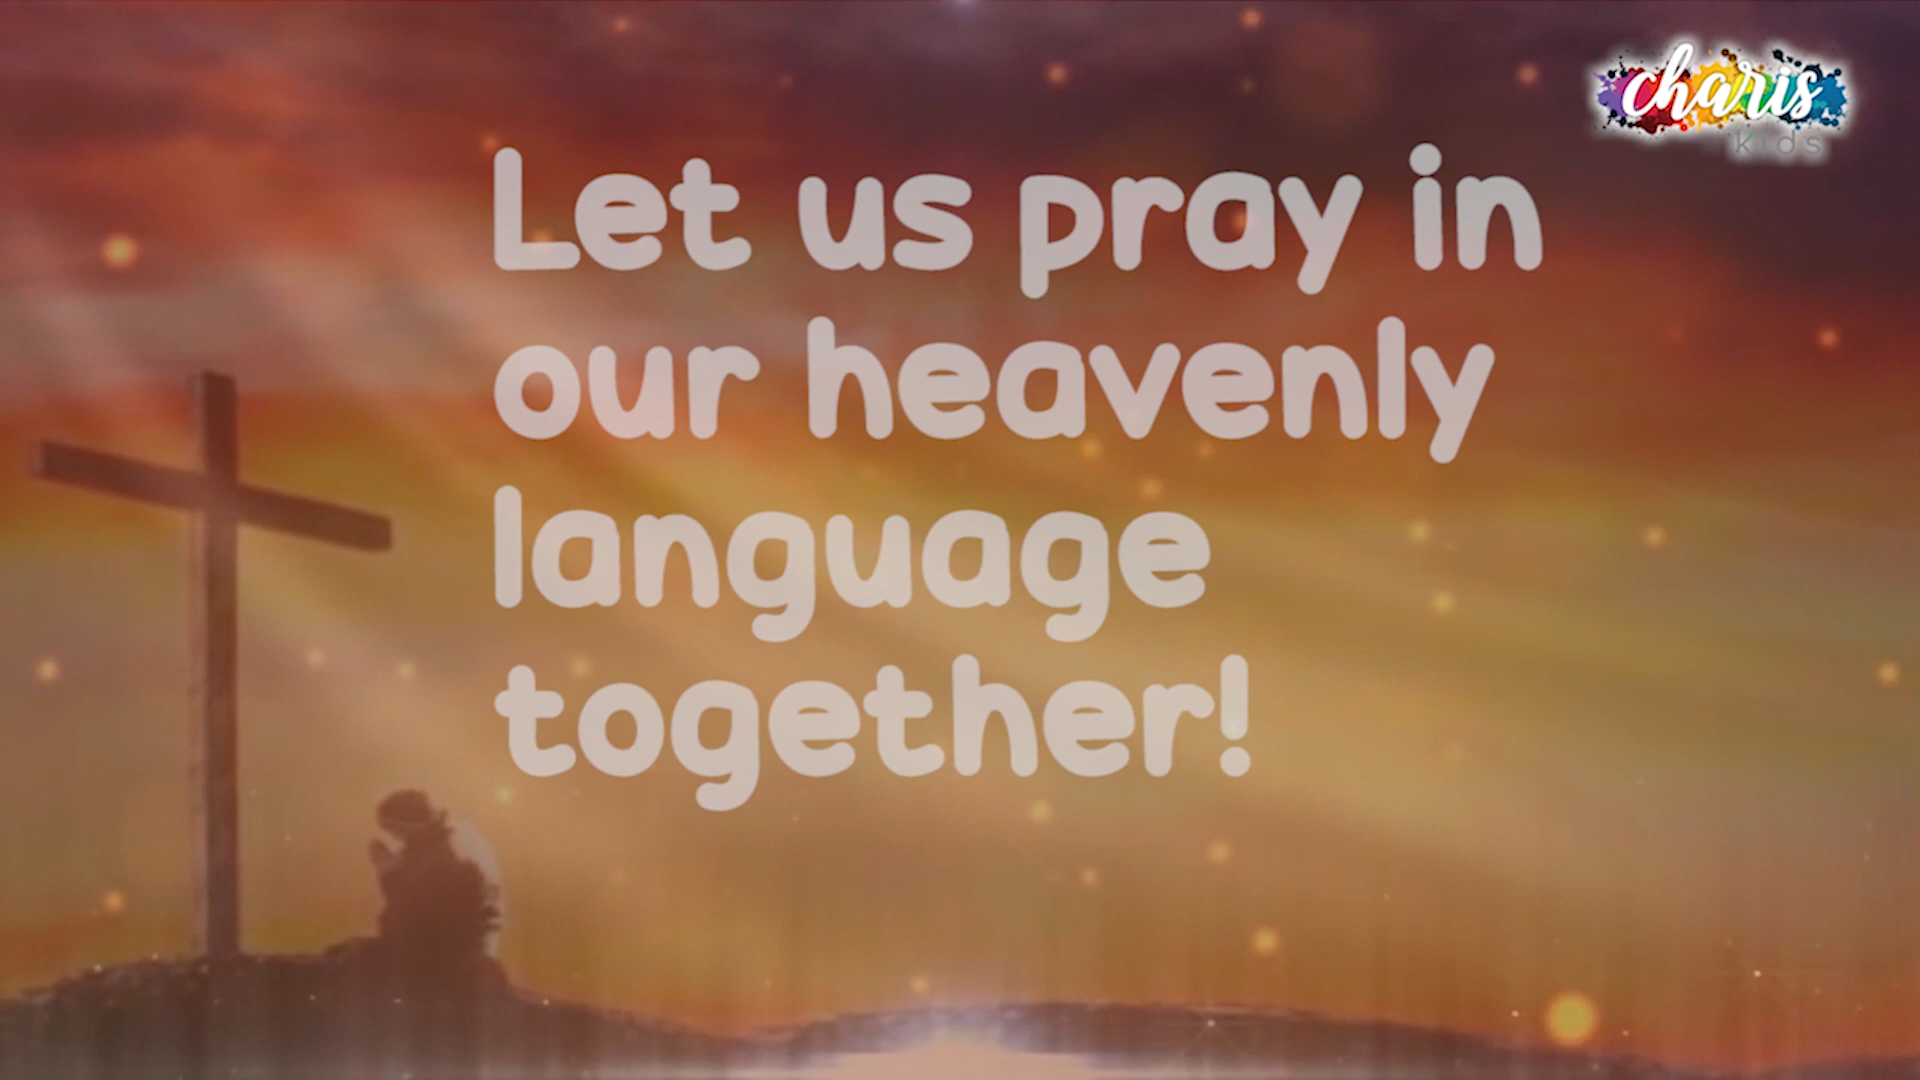 charis
kids
Let us pray in
our heavenly
language
together!